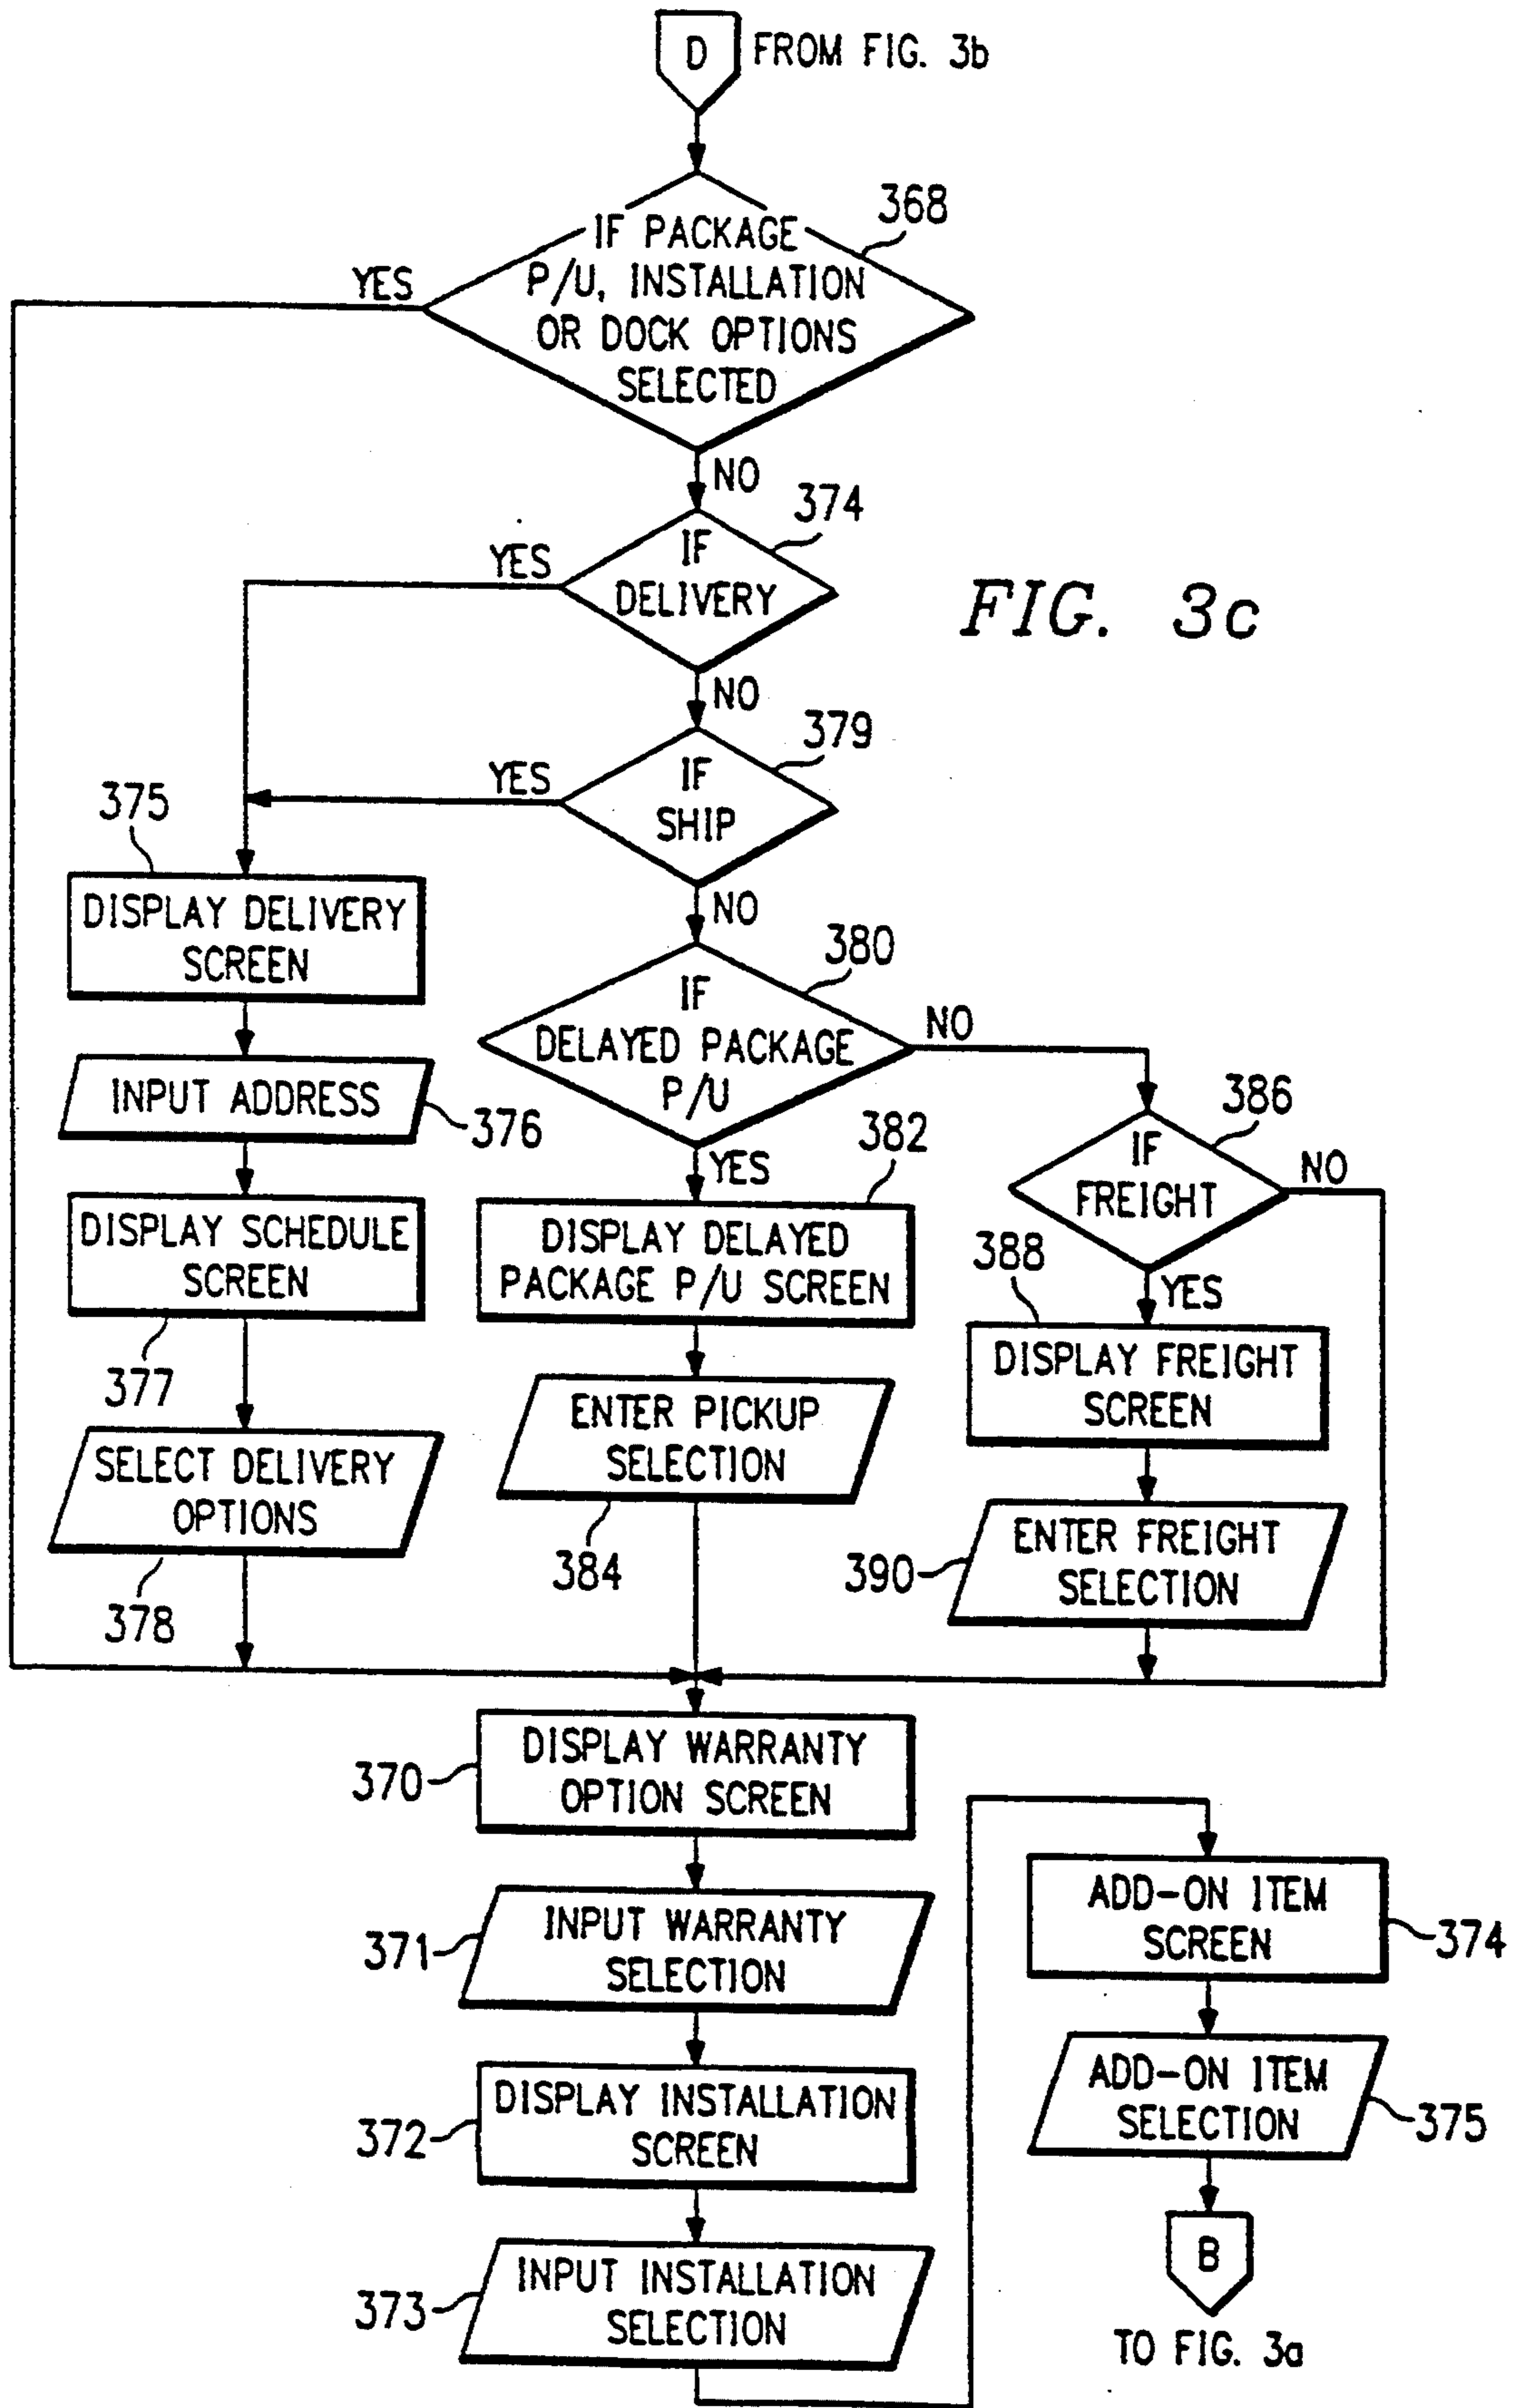 D FROM FIG. 3b
368
IF PACKAGE
P/U, INSTALLATION
OR DOCK OPTIONS
SELECTED
YES
NO
374
IF
DELIVERY
YES
FIG. 3c
NO
379
IF
SHIP
YES
NO
375
DISPLAY DELIVERY
SCREEN
INPUT ADDRESS
376
DISPLAY SCHEDULE
SCREEN
377
SELECT DELIVERY
OPTIONS
378
380
IF
DELAYED PACKAGE
P/U
NO
YES
382
DISPLAY DELAYED
PACKAGE P/U SCREEN
ENTER PICKUP
SELECTION
384
386
IF
FREIGHT
NO
YES
388
DISPLAY FREIGHT
SCREEN
ENTER FREIGHT
SELECTION
390
DISPLAY WARRANTY
OPTION SCREEN
370
INPUT WARRANTY
SELECTION
371
DISPLAY INSTALLATION
SCREEN
372
INPUT INSTALLATION
SELECTION
373
ADD-ON ITEM
SCREEN
374
ADD-ON ITEM
SELECTION
375
B
TO FIG. 3a